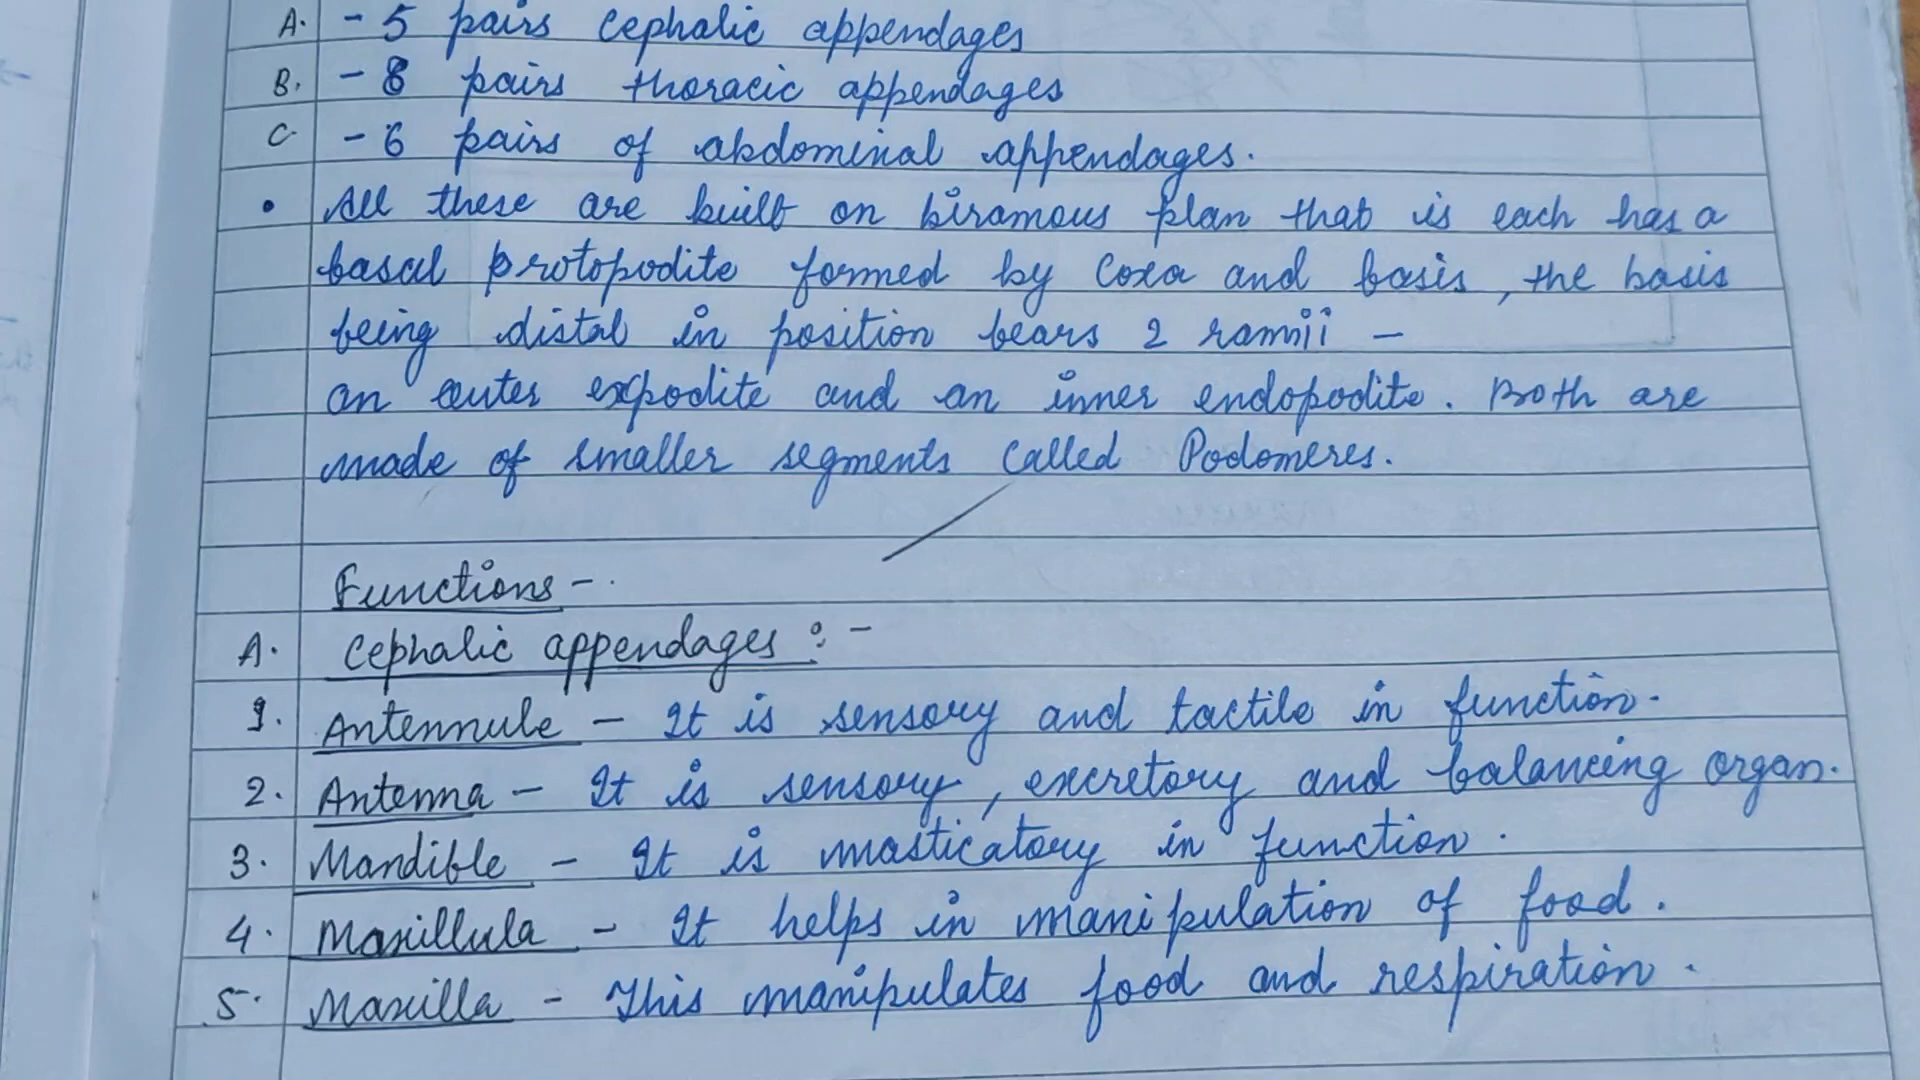 A. - 5 pairs cephalic appendages
B. - 8 pairs thoracic appendages
C - 6 pairs of abdominal appendages.
• All these are built on biramous plan that is each has a
basal protopodite formed by Coxa and basis, the basis
being distal in position bears 2 ramii -
an outer expodite and an inner endopodite. Both are
made of smaller segments called Podomeres.
Functions -
A. Cephalic appendages :-
1. Antennule - It is sensory and tactile in function.
2. Antenna - It is sensory, excretory and balancing organ.
3. Mandible - It is masticatory in function.
4. Maxillula - It helps in manipulation of food.
5. Maxilla - This manipulates food and respiration.